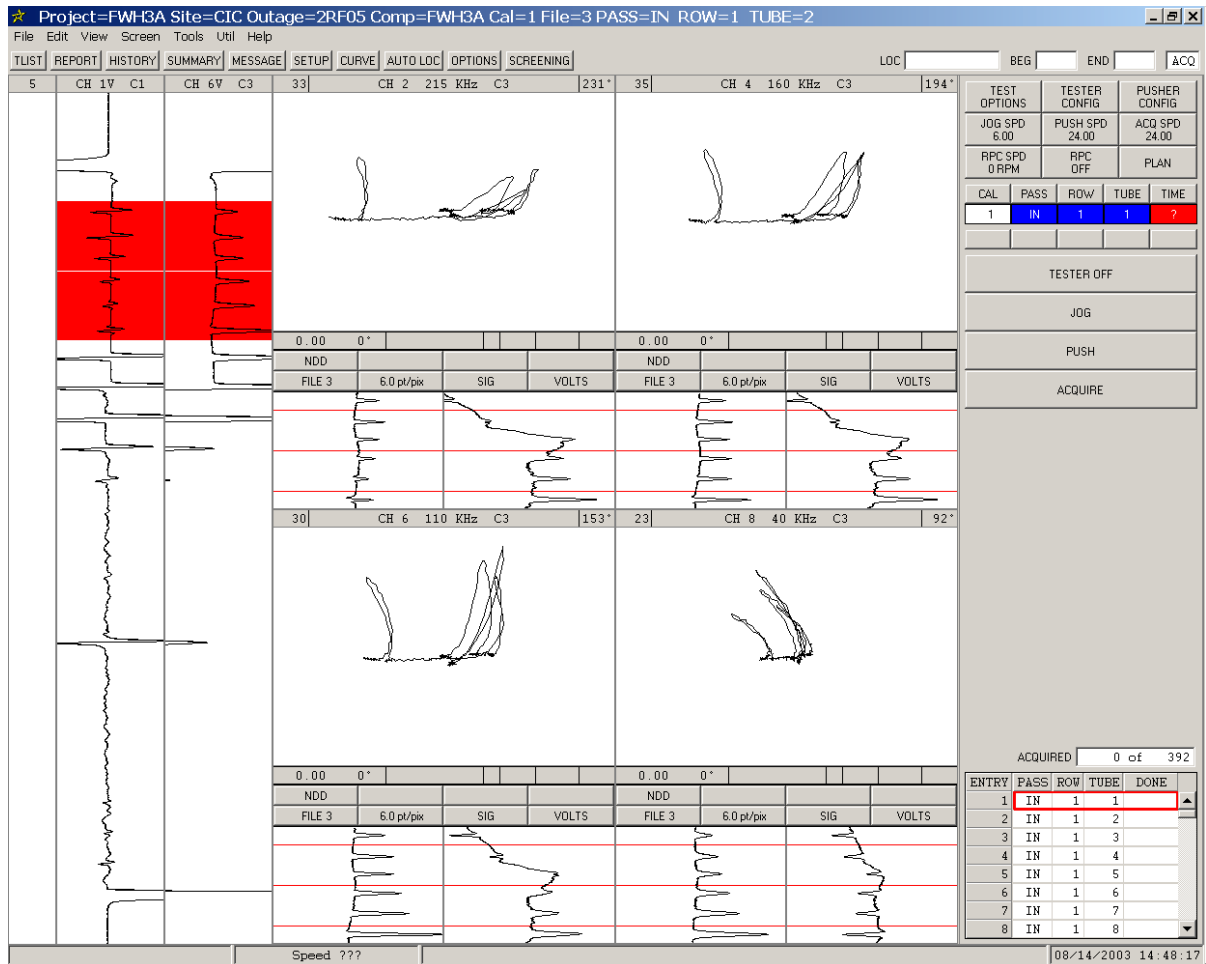 Project=FWH3A Site=CIC Outage=2RF05 Comp=FWH3A Cal=1 File=3 PASS=IN ROW=1 TUBE=2
File Edit View Screen Tools Util Help
TLIST REPORT HISTORY SUMMARY MESSAGE SETUP CURVE AUTO LOC OPTIONS SCREENING LOC BEG END ACQ
5 CH 1V C1 CH 6V C3 33 CH 2 215 KHz C3 231° 35 CH 4 160 KHz C3 194°
TEST OPTIONS TESTER CONFIG PUSHER CONFIG
JOG SPD 6.00 PUSH SPD 24.00 ACQ SPD 24.00
RPC SPD 0 RPM RPC OFF PLAN
CAL PASS ROW TUBE TIME
1 IN 1 1 ?
TESTER OFF
JOG
PUSH
ACQUIRE
0.00 0° 0.00 0°
NDD NDD
FILE 3 6.0 pt/pix SIG VOLTS FILE 3 6.0 pt/pix SIG VOLTS
30 CH 6 110 KHz C3 153° 23 CH 8 40 KHz C3 92°
0.00 0° 0.00 0°
NDD NDD
FILE 3 6.0 pt/pix SIG VOLTS FILE 3 6.0 pt/pix SIG VOLTS
ACQUIRED 0 of 392
ENTRY PASS ROW TUBE DONE
1 IN 1 1
2 IN 1 2
3 IN 1 3
4 IN 1 4
5 IN 1 5
6 IN 1 6
7 IN 1 7
8 IN 1 8
Speed ??? 08/14/2003 14:48:17